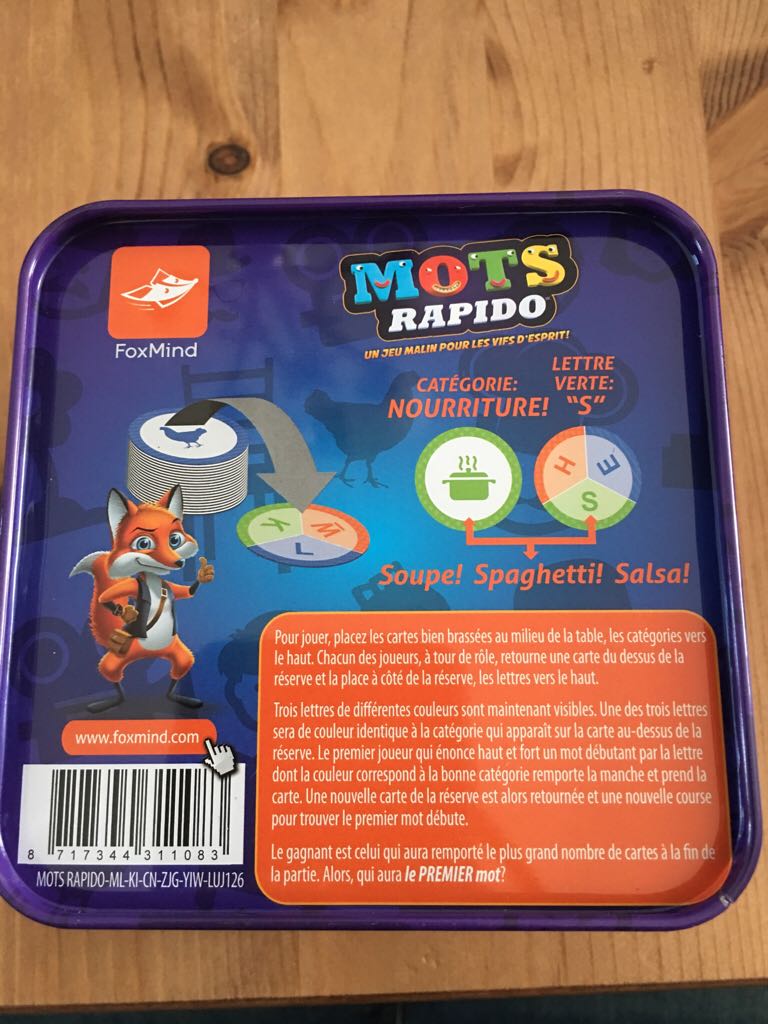 FoxMind
MOTS
RAPIDO™
UN JEU MALIN POUR LES VIFS D'ESPRIT!
CATÉGORIE:
NOURRITURE!
LETTRE
VERTE:
"S"
K
M
L
H
E
S
Soupe! Spaghetti! Salsa!
Pour jouer, placez les cartes bien brassées au milieu de la table, les catégories vers
le haut. Chacun des joueurs, à tour de rôle, retourne une carte du dessus de la
réserve et la place à côté de la réserve, les lettres vers le haut.
Trois lettres de différentes couleurs sont maintenant visibles. Une des trois lettres
sera de couleur identique à la catégorie qui apparaît sur la carte au-dessus de la
réserve. Le premier joueur qui énonce haut et fort un mot débutant par la lettre
dont la couleur correspond à la bonne catégorie remporte la manche et prend la
carte. Une nouvelle carte de la réserve est alors retournée et une nouvelle course
pour trouver le premier mot débute.
Le gagnant est celui qui aura remporté le plus grand nombre de cartes à la fin de
la partie. Alors, qui aura le PREMIER mot?
www.foxmind.com
8 717344 311083
MOTS RAPIDO-ML-KI-CN-ZJG-YIW-LUJ126